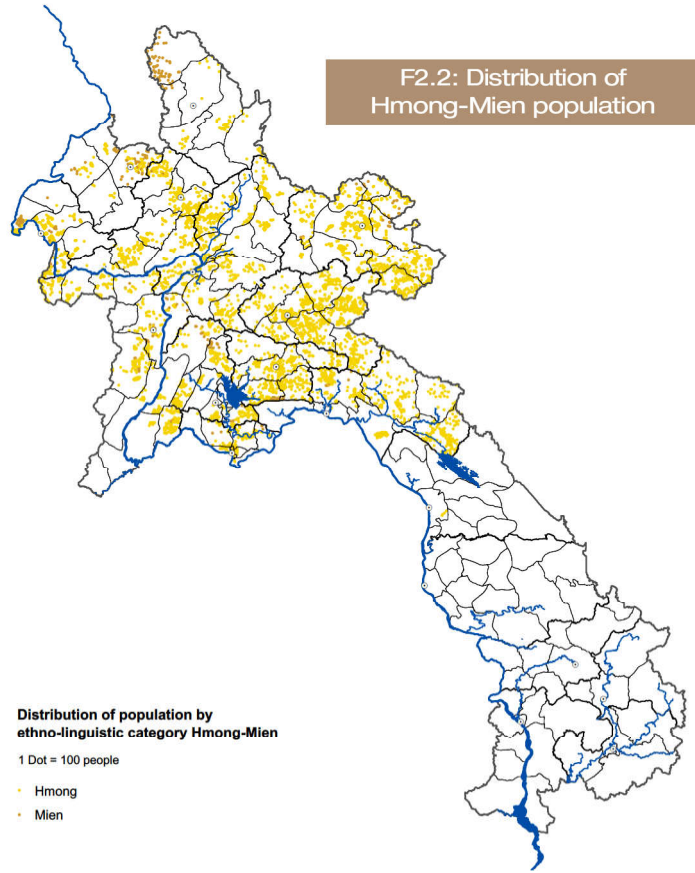 F2.2: Distribution of
Hmong-Mien population
Distribution of population by
ethno-linguistic category Hmong-Mien
1 Dot = 100 people
Hmong
Mien